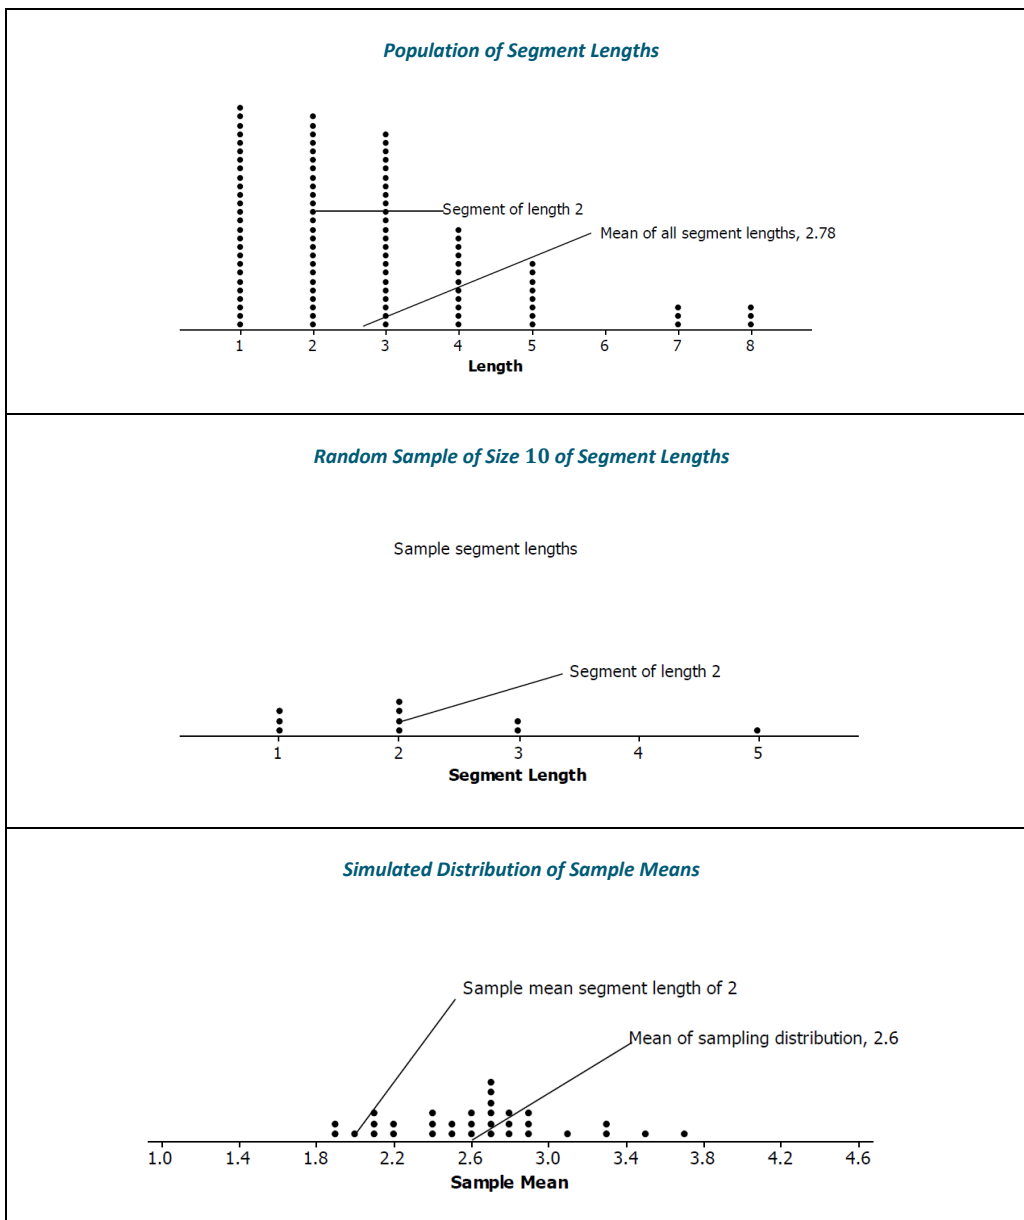 Population of Segment Lengths
Segment of length 2
Mean of all segment lengths, 2.78
1 2 3 4 5 6 7 8
Length
Random Sample of Size 10 of Segment Lengths
Sample segment lengths
Segment of length 2
1 2 3 4 5
Segment Length
Simulated Distribution of Sample Means
Sample mean segment length of 2
Mean of sampling distribution, 2.6
1.0 1.4 1.8 2.2 2.6 3.0 3.4 3.8 4.2 4.6
Sample Mean